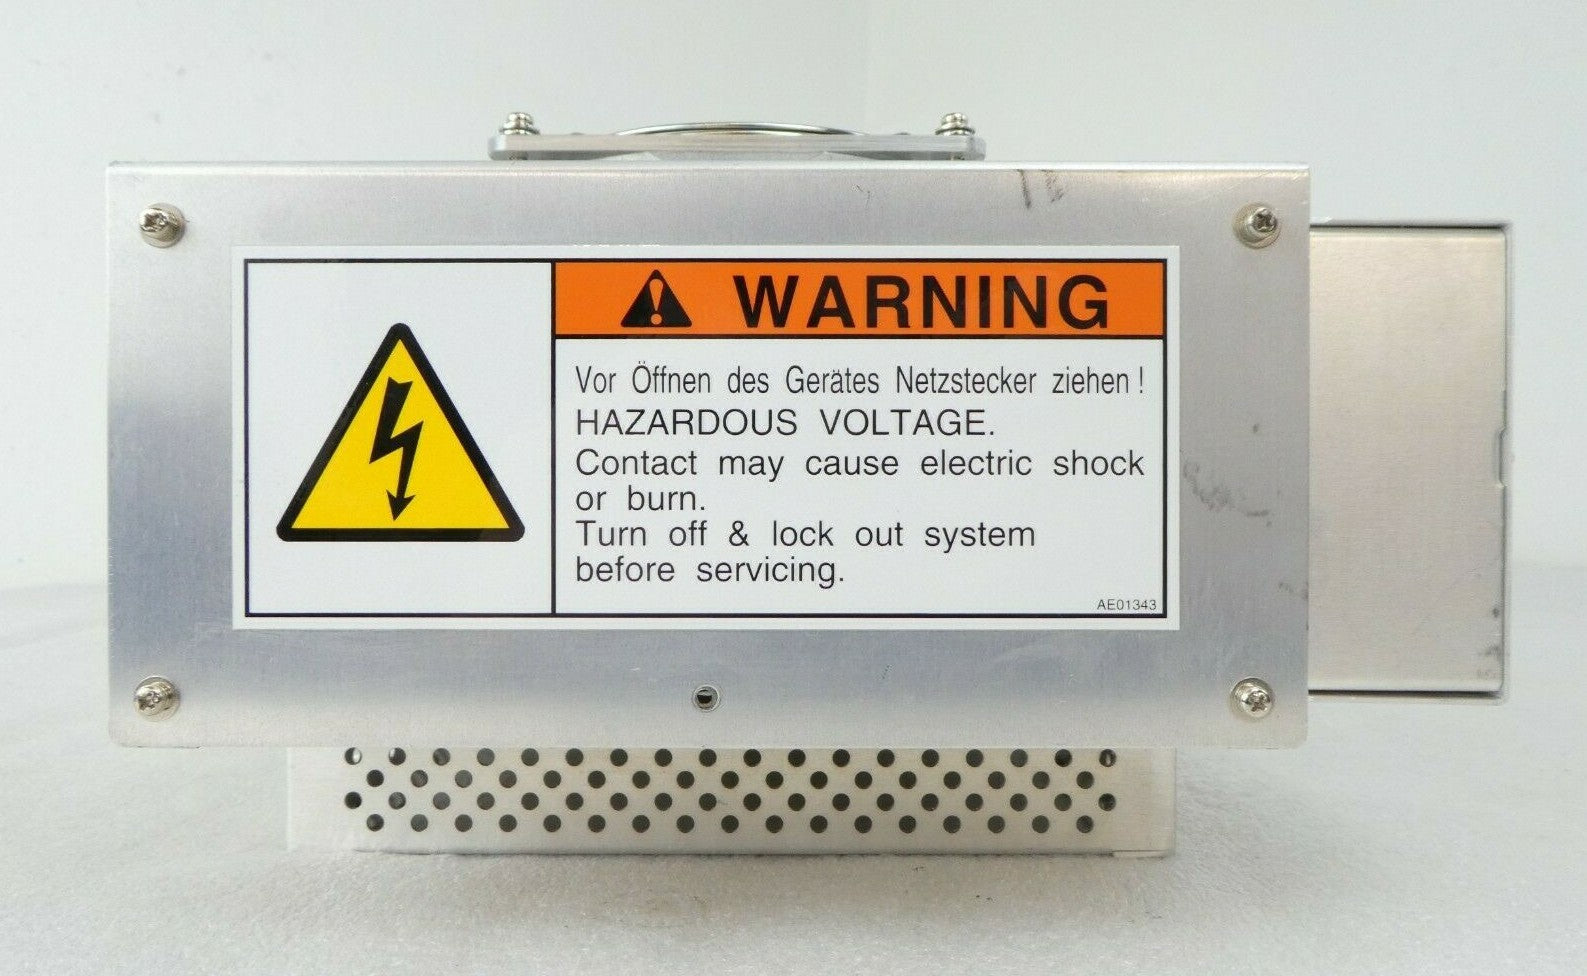 WARNING
Vor Öffnen des Gerätes Netzstecker ziehen!
HAZARDOUS VOLTAGE.
Contact may cause electric shock
or burn.
Turn off & lock out system
before servicing.
AE01343